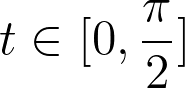 t ∈ [0, π/2]